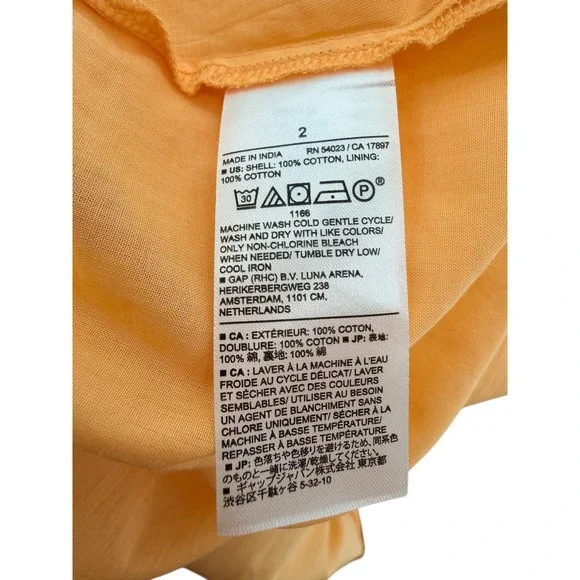 2
MADE IN INDIA RN 54023 / CA 17897
■ US: SHELL: 100% COTTON, LINING:
100% COTTON
30 P ®
1166
MACHINE WASH COLD GENTLE CYCLE/
WASH AND DRY WITH LIKE COLORS/
ONLY NON-CHLORINE BLEACH
WHEN NEEDED/ TUMBLE DRY LOW/
COOL IRON
■ GAP (RHC) B.V. LUNA ARENA,
HERIKERBERGWEG 238
AMSTERDAM, 1101 CM,
NETHERLANDS
■ CA : EXTÉRIEUR: 100% COTON,
DOUBLURE: 100% COTON ■ JP: 表地:
100% 綿, 裏地: 100% 綿
■ CA : LAVER À LA MACHINE À L'EAU
FROIDE AU CYCLE DÉLICAT/ LAVER
ET SÉCHER AVEC DES COULEURS
SEMBLABLES/ UTILISER AU BESOIN
UN AGENT DE BLANCHIMENT SANS
CHLORE UNIQUEMENT/ SÉCHER À LA
MACHINE À BASSE TEMPÉRATURE/
REPASSER À BASSE TEMPÉRATURE
■ JP: 色落ちや色移りを避けるため、同系色
のものと一緒に洗濯/乾燥してください。
■ ギャップジャパン株式会社 東京都
渋谷区千駄ヶ谷 5-32-10